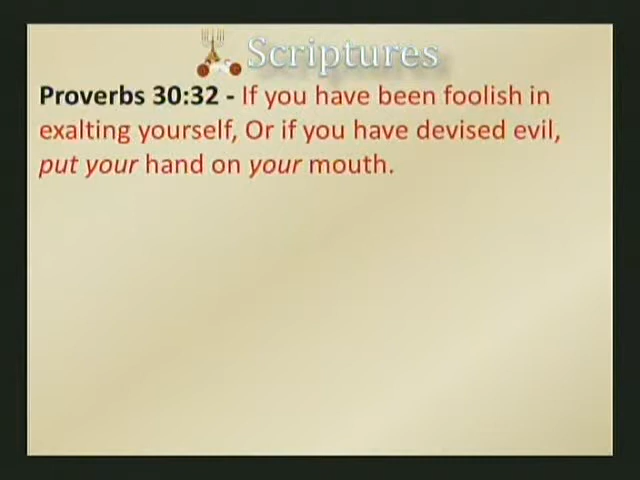 Scriptures
Proverbs 30:32 - If you have been foolish in
exalting yourself, Or if you have devised evil,
put your hand on your mouth.